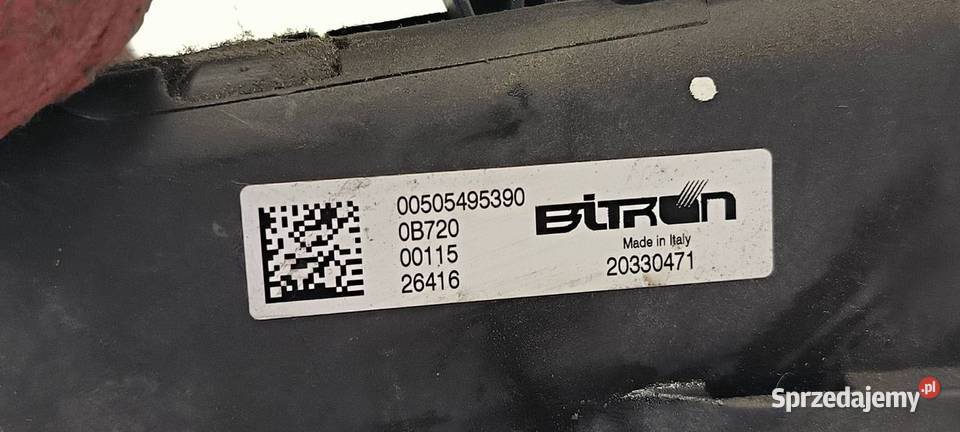 00505495390
0B720
00115
26416
BiTRON
Made in Italy
20330471
Sprzedajemy.pl